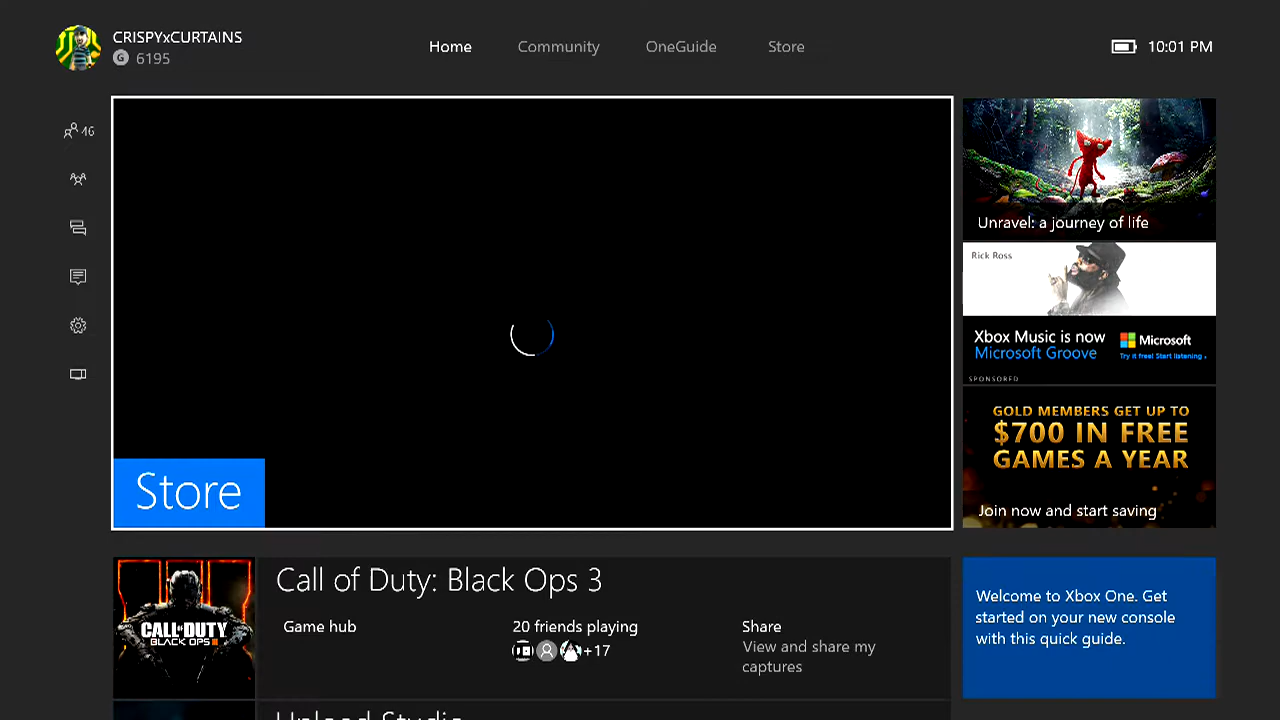 CRISPYxCURTAINS
G 6195
Home
Community
OneGuide
Store
10:01 PM
46
Store
Unravel: a journey of life
Rick Ross
Xbox Music is now
Microsoft Groove
Microsoft
Try it free! Start listening
SPONSORED
GOLD MEMBERS GET UP TO
$700 IN FREE
GAMES A YEAR
Join now and start saving
CALL OF DUTY
BLACK OPS III
Call of Duty: Black Ops 3
Game hub
20 friends playing
+17
Share
View and share my
captures
Welcome to Xbox One. Get
started on your new console
with this quick guide.
Upload Studio